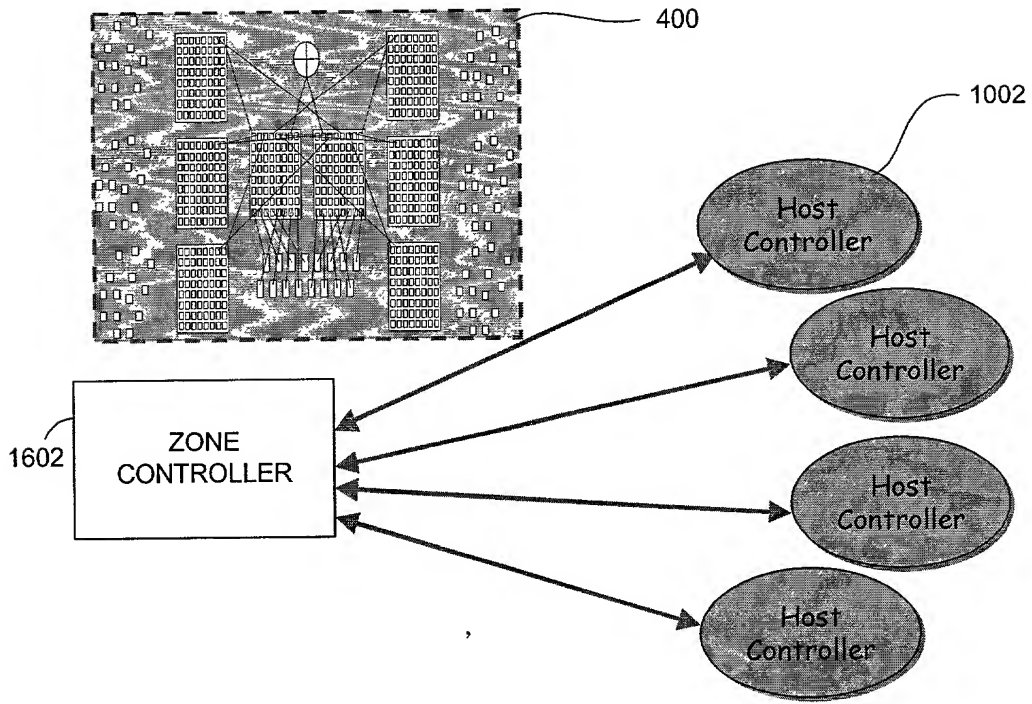 400
1002
Host
Controller
Host
Controller
1602
ZONE
CONTROLLER
Host
Controller
Host
Controller